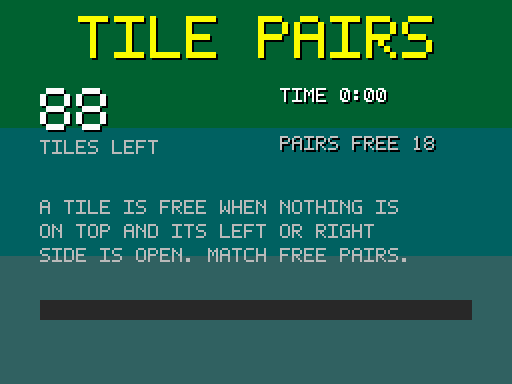 TILE PAIRS
88
TILES LEFT
TIME 0:00
PAIRS FREE 18
A TILE IS FREE WHEN NOTHING IS
ON TOP AND ITS LEFT OR RIGHT
SIDE IS OPEN. MATCH FREE PAIRS.